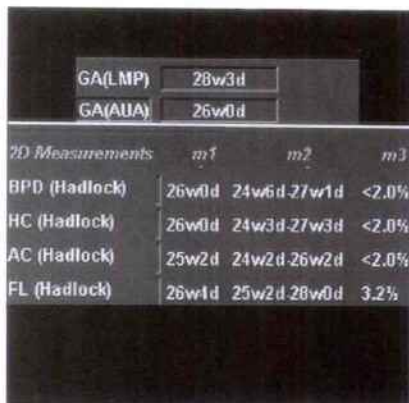 GA(LMP) 28w3d
GA(AUA) 26w0d
2D Measurements m1 m2 m3
BPD (Hadlock) 26w0d 24w6d-27w1d <2.0%
HC (Hadlock) 26w0d 24w3d-27w3d <2.0%
AC (Hadlock) 25w2d 24w2d-26w2d <2.0%
FL (Hadlock) 26w4d 25w2d-28w0d 3.2%